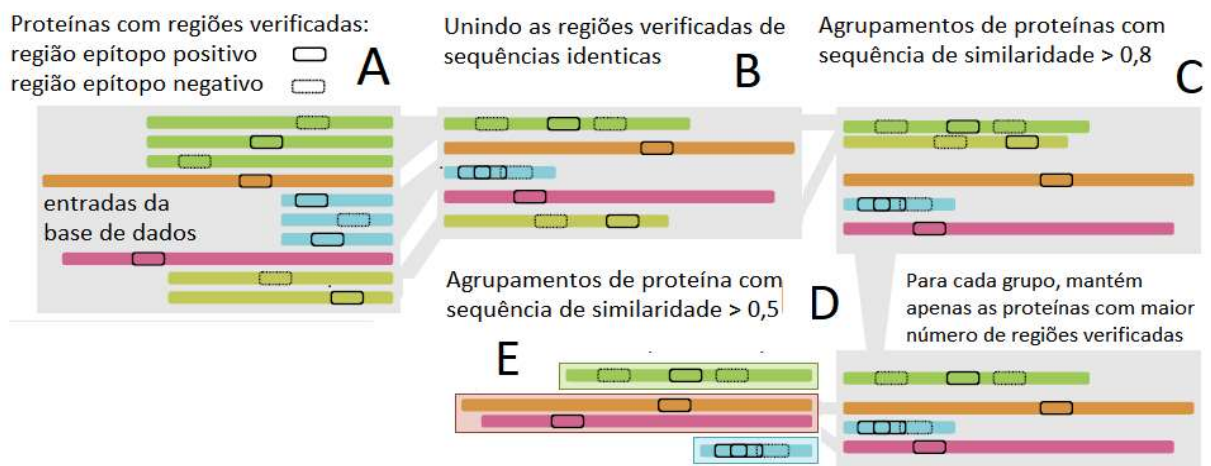 Proteínas com regiões verificadas:
região epítopo positivo
região epítopo negativo
A
entradas da
base de dados
Unindo as regiões verificadas de
sequências identicas
B
Agrupamentos de proteínas com
sequência de similaridade > 0,8
C
Agrupamentos de proteína com
sequência de similaridade > 0,5
D
Para cada grupo, mantém
apenas as proteínas com maior
número de regiões verificadas
E